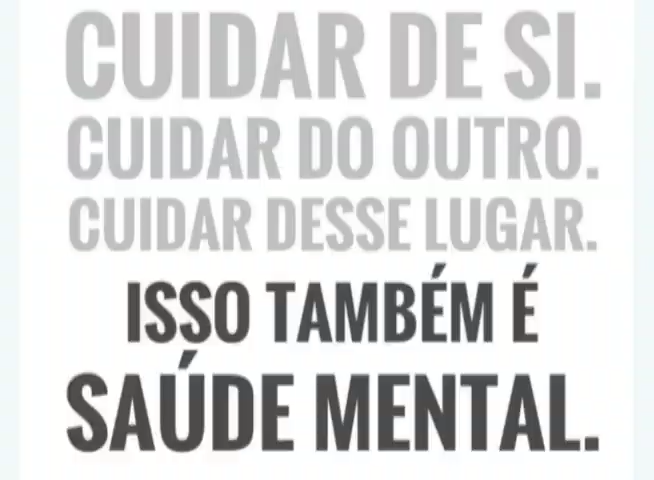 CUIDAR DE SI.
CUIDAR DO OUTRO.
CUIDAR DESSE LUGAR.
ISSO TAMBÉM É
SAÚDE MENTAL.